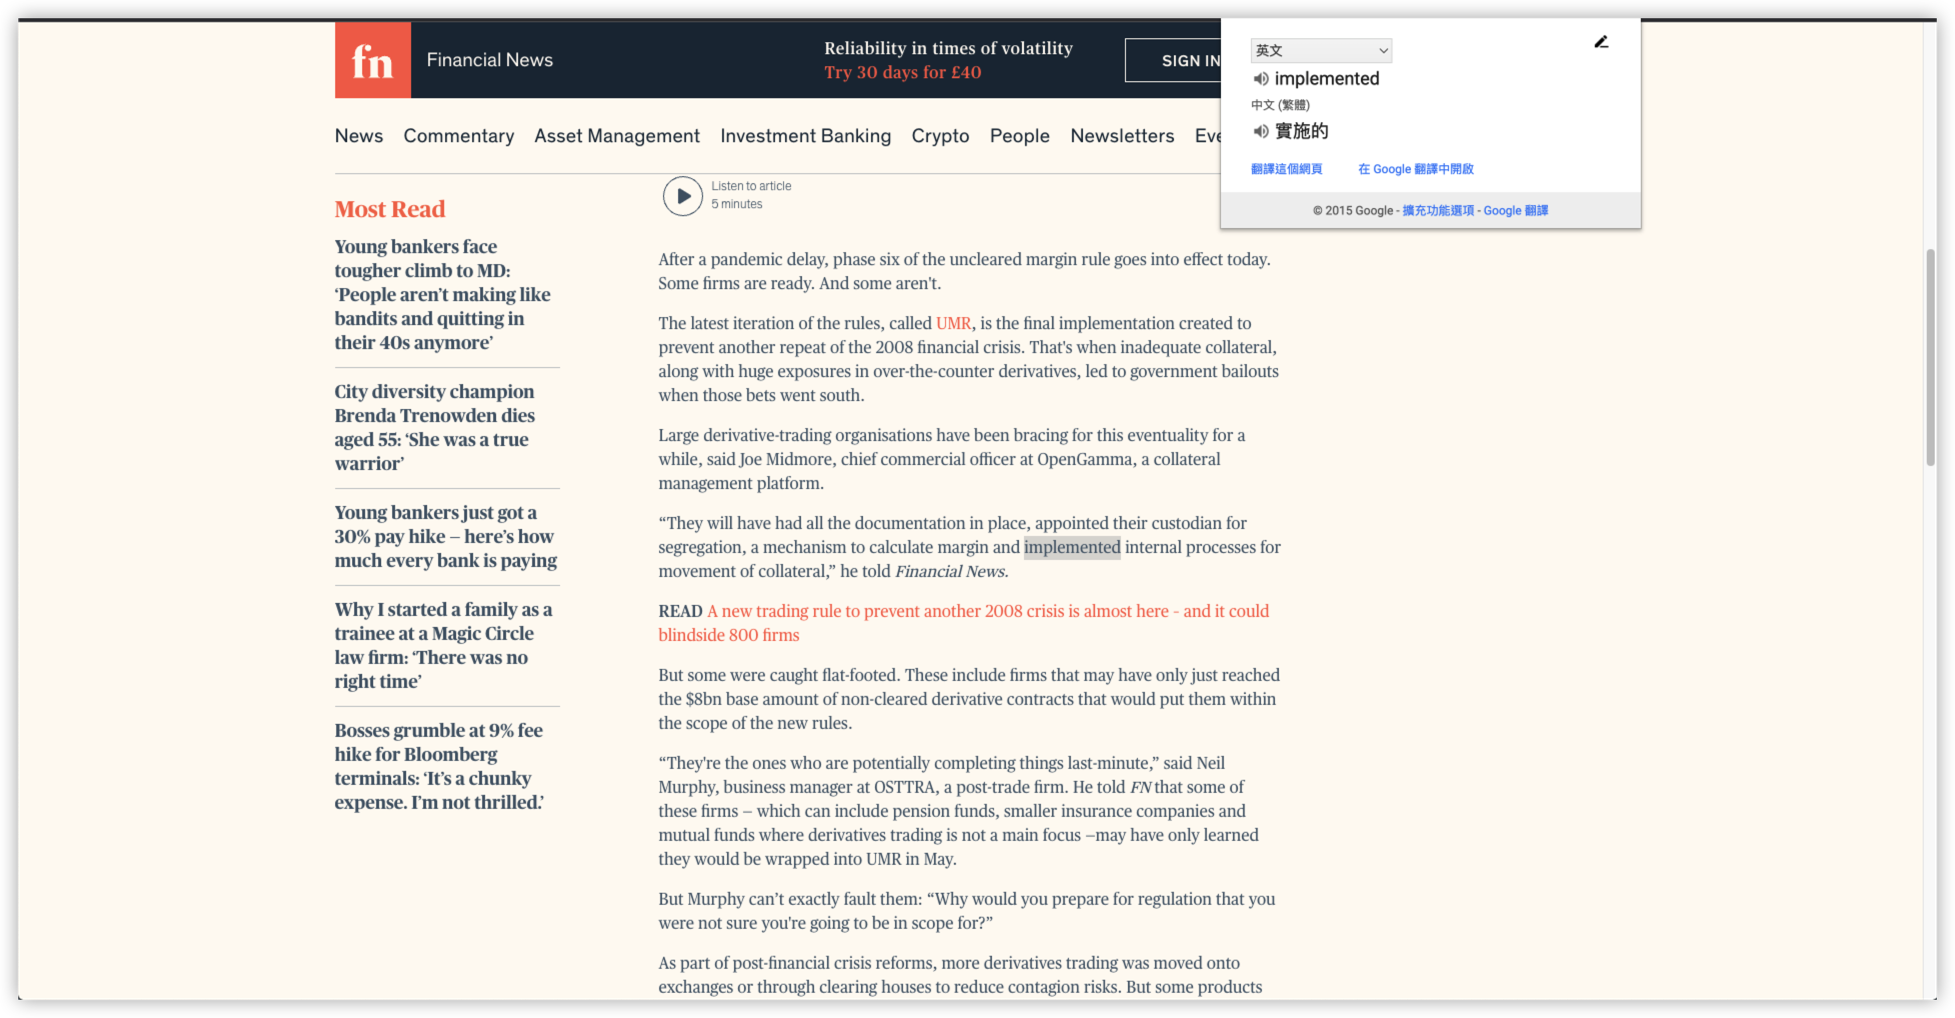 fn
Financial News
Reliability in times of volatility
Try 30 days for £40
SIGN IN
News Commentary Asset Management Investment Banking Crypto People Newsletters Eve
英文
implemented
中文 (繁體)
實施的
翻譯這個網頁 在 Google 翻譯中開啟
© 2015 Google - 擴充功能選項 - Google 翻譯
Most Read
Young bankers face
tougher climb to MD:
‘People aren’t making like
bandits and quitting in
their 40s anymore’
City diversity champion
Brenda Trenowden dies
aged 55: ‘She was a true
warrior’
Young bankers just got a
30% pay hike – here’s how
much every bank is paying
Why I started a family as a
trainee at a Magic Circle
law firm: ‘There was no
right time’
Bosses grumble at 9% fee
hike for Bloomberg
terminals: ‘It’s a chunky
expense. I’m not thrilled.’
Listen to article
5 minutes
After a pandemic delay, phase six of the uncleared margin rule goes into effect today.
Some firms are ready. And some aren't.
The latest iteration of the rules, called UMR, is the final implementation created to
prevent another repeat of the 2008 financial crisis. That's when inadequate collateral,
along with huge exposures in over-the-counter derivatives, led to government bailouts
when those bets went south.
Large derivative-trading organisations have been bracing for this eventuality for a
while, said Joe Midmore, chief commercial officer at OpenGamma, a collateral
management platform.
“They will have had all the documentation in place, appointed their custodian for
segregation, a mechanism to calculate margin and implemented internal processes for
movement of collateral,” he told Financial News.
READ A new trading rule to prevent another 2008 crisis is almost here - and it could
blindside 800 firms
But some were caught flat-footed. These include firms that may have only just reached
the $8bn base amount of non-cleared derivative contracts that would put them within
the scope of the new rules.
“They're the ones who are potentially completing things last-minute,” said Neil
Murphy, business manager at OSTTRA, a post-trade firm. He told FN that some of
these firms – which can include pension funds, smaller insurance companies and
mutual funds where derivatives trading is not a main focus –may have only learned
they would be wrapped into UMR in May.
But Murphy can’t exactly fault them: “Why would you prepare for regulation that you
were not sure you're going to be in scope for?”
As part of post-financial crisis reforms, more derivatives trading was moved onto
exchanges or through clearing houses to reduce contagion risks. But some products